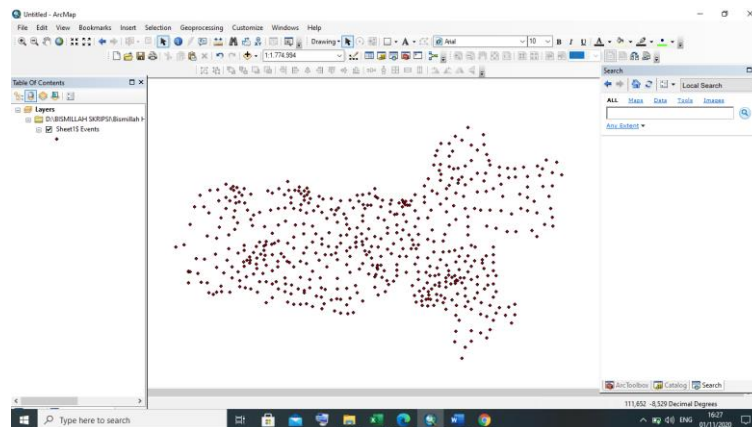 Untitled - ArcMap
File Edit View Bookmarks Insert Selection Geoprocessing Customize Windows Help
Drawing Arial 10 B I U A
1:1.774.994
Table Of Contents
Layers
D:\BISMILLAH SKRIPSI\Bismillah H
Sheet1$ Events
Search
Local Search
ALL Maps Data Tools Images
Any Extent
ArcToolbox Catalog Search
111,652 -8,529 Decimal Degrees
Type here to search
ENG
16:27
01/11/2020